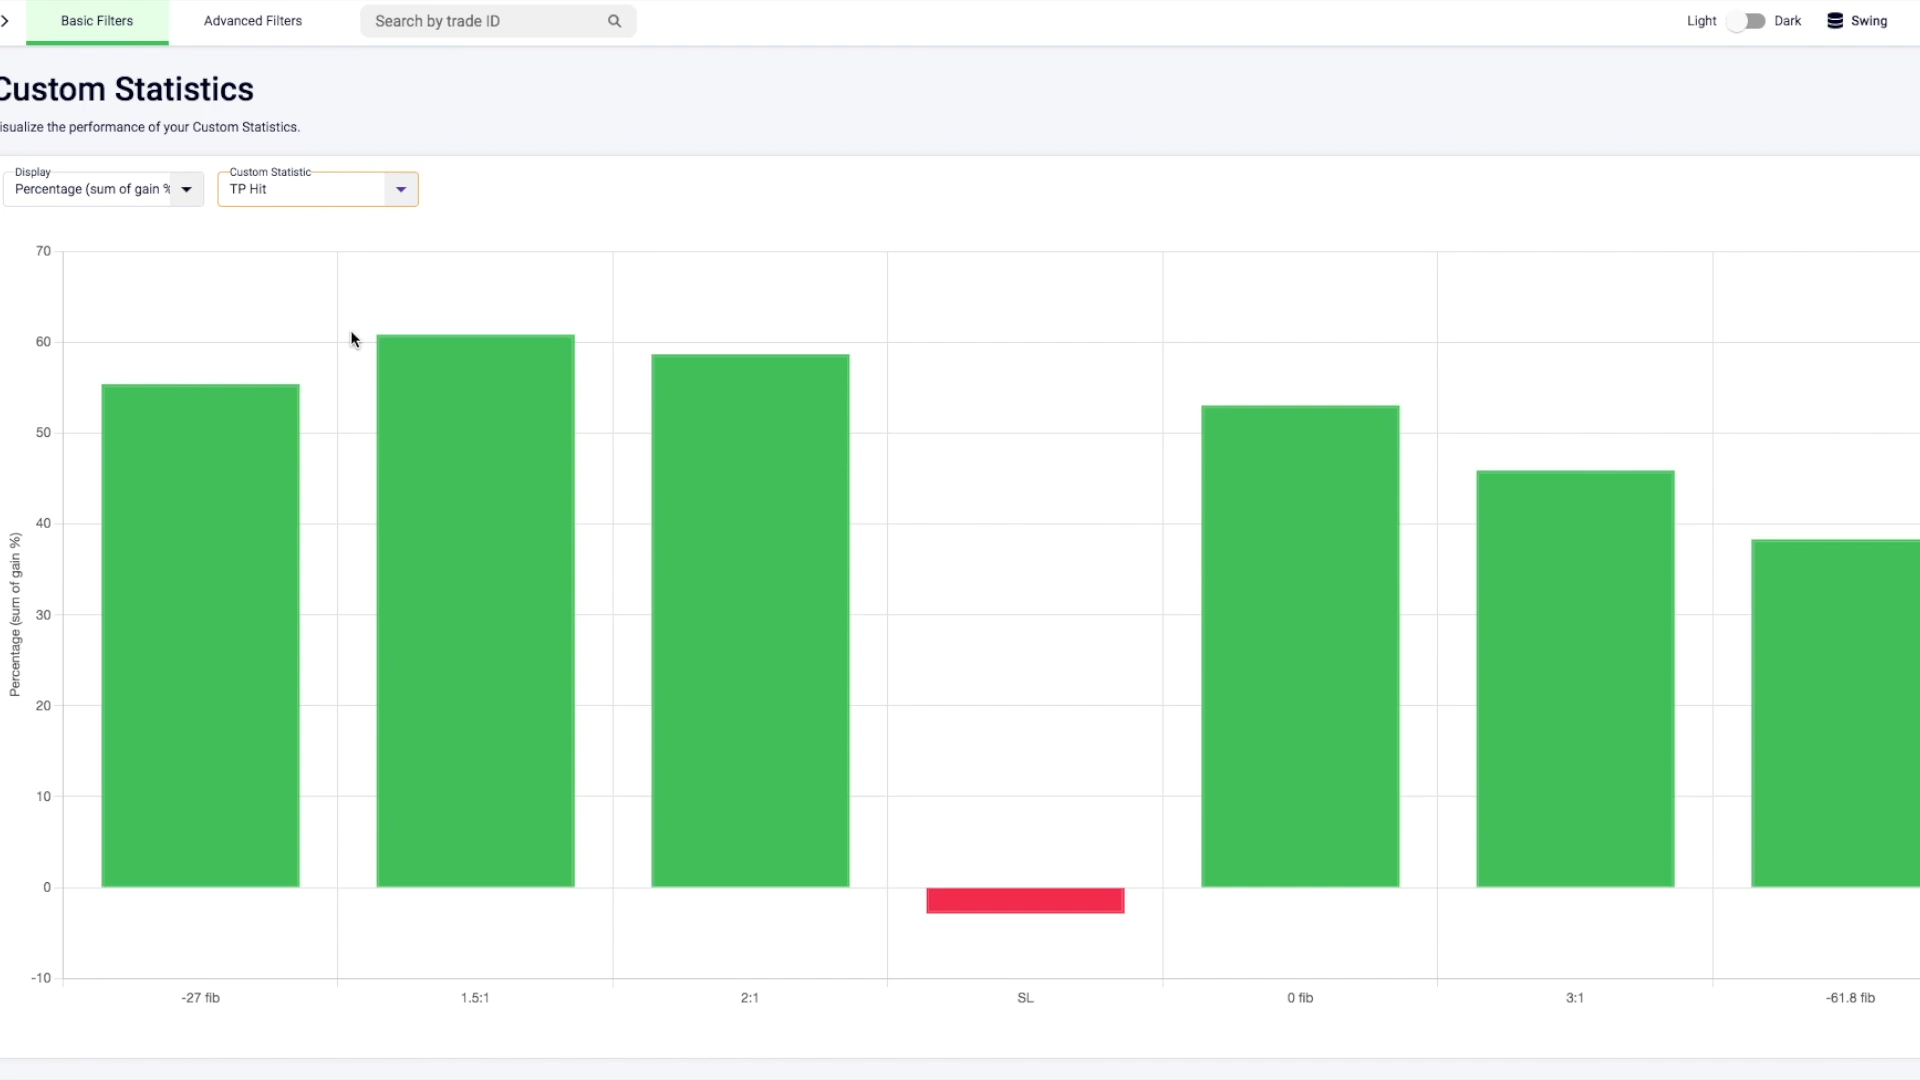 Basic Filters
Advanced Filters
Search by trade ID
Light
Dark
Swing
Custom Statistics
isualize the performance of your Custom Statistics.
Display
Percentage (sum of gain %
Custom Statistic
TP Hit
70
60
50
40
30
20
10
0
-10
Percentage (sum of gain %)
-27 fib
1.5:1
2:1
SL
0 fib
3:1
-61.8 fib